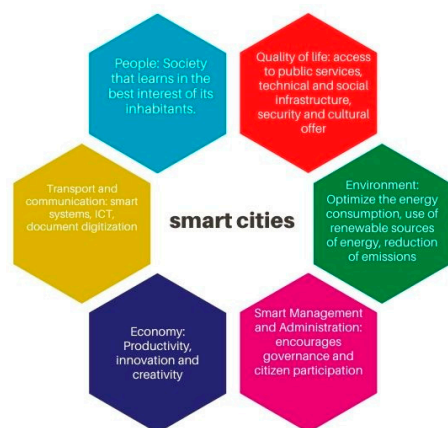 People: Society
that learns in the
best interest of its
inhabitants.
Quality of life: access
to public services,
technical and social
infrastructure,
security and cultural
offer
Transport and
communication: smart
systems, ICT,
document digitization
smart cities
Environment:
Optimize the energy
consumption, use of
renewable sources
of energy, reduction
of emissions
Economy:
Productivity,
innovation and
creativity
Smart Management
and Administration:
encourages
governance and
citizen participation